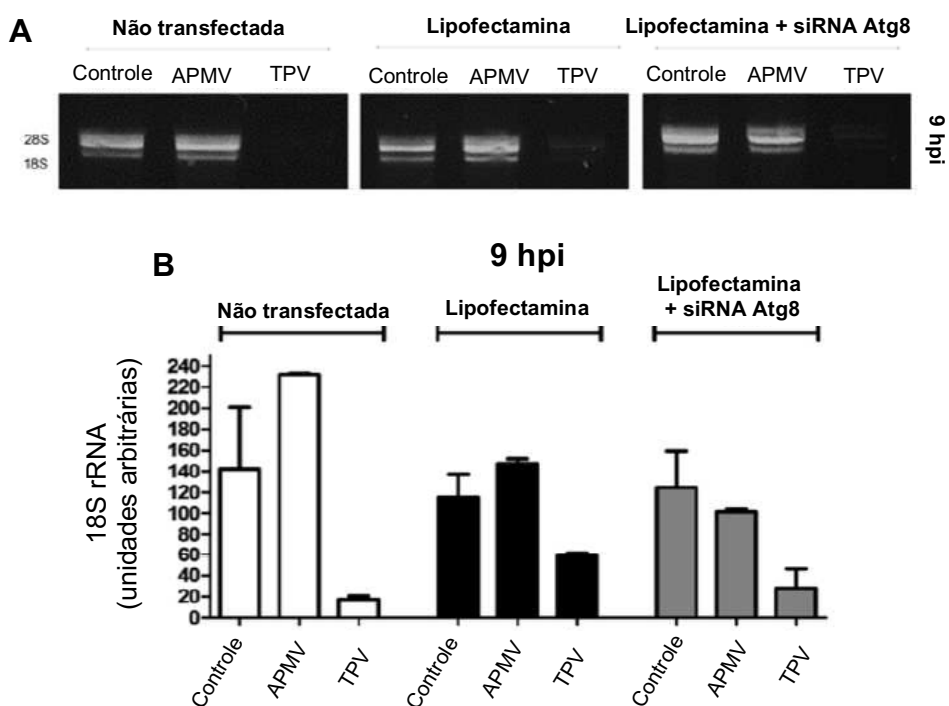 A
Não transfectada
Lipofectamina
Lipofectamina + siRNA Atg8
Controle APMV TPV
Controle APMV TPV
Controle APMV TPV
28S
18S
9 hpi
B
9 hpi
Não transfectada
Lipofectamina
Lipofectamina
+ siRNA Atg8
18S rRNA
(unidades arbitrárias)
240
220
200
180
160
140
120
100
80
60
40
20
0
Controle
APMV
TPV
Controle
APMV
TPV
Controle
APMV
TPV